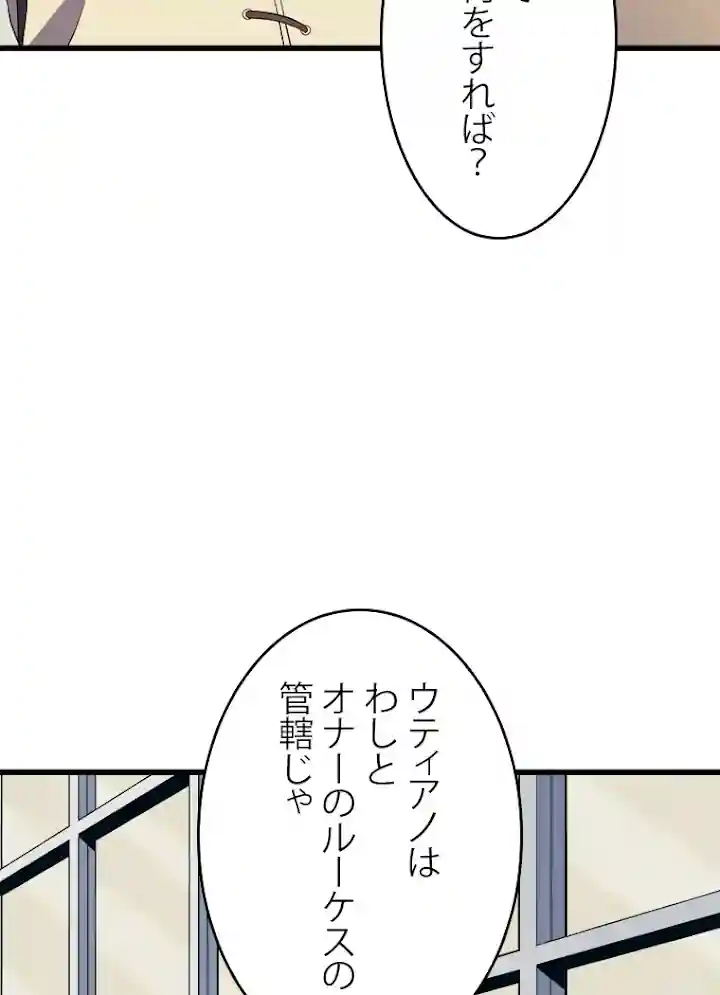 をすれば？
ウティアノは
わしと
オナーのルーケスの
管轄じゃ